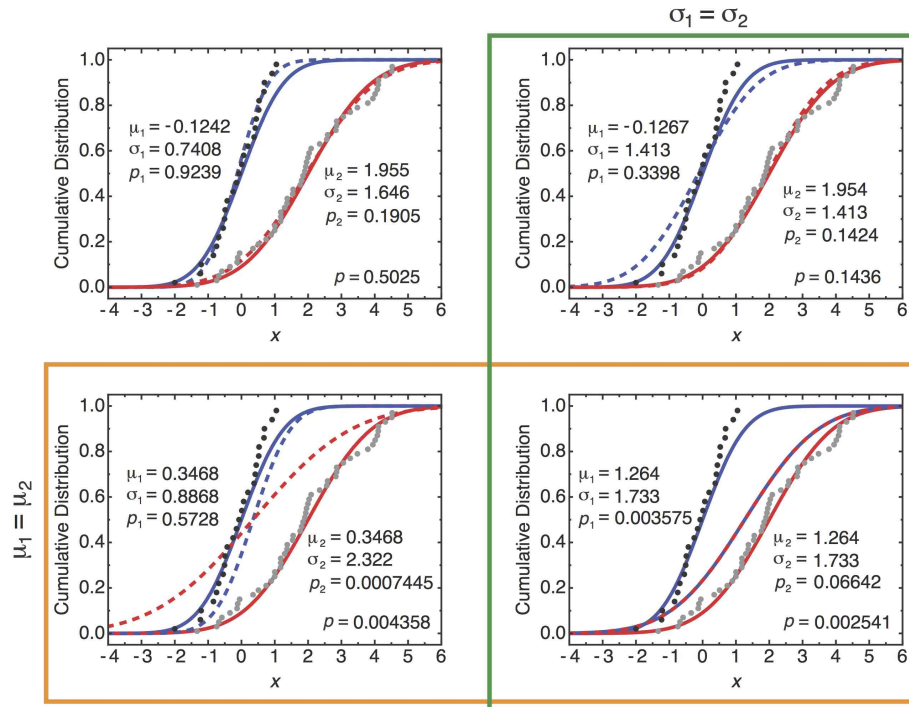 σ₁ = σ₂
1.0
0.8
0.6
0.4
0.2
0.0
Cumulative Distribution
μ₁ = -0.1242
σ₁ = 0.7408
p₁ = 0.9239
μ₂ = 1.955
σ₂ = 1.646
p₂ = 0.1905
p = 0.5025
-4 -3 -2 -1 0 1 2 3 4 5 6
x
1.0
0.8
0.6
0.4
0.2
0.0
Cumulative Distribution
μ₁ = -0.1267
σ₁ = 1.413
p₁ = 0.3398
μ₂ = 1.954
σ₂ = 1.413
p₂ = 0.1424
p = 0.1436
-4 -3 -2 -1 0 1 2 3 4 5 6
x
μ₁ = μ₂
1.0
0.8
0.6
0.4
0.2
0.0
Cumulative Distribution
μ₁ = 0.3468
σ₁ = 0.8868
p₁ = 0.5728
μ₂ = 0.3468
σ₂ = 2.322
p₂ = 0.0007445
p = 0.004358
-4 -3 -2 -1 0 1 2 3 4 5 6
x
1.0
0.8
0.6
0.4
0.2
0.0
Cumulative Distribution
μ₁ = 1.264
σ₁ = 1.733
p₁ = 0.003575
μ₂ = 1.264
σ₂ = 1.733
p₂ = 0.06642
p = 0.002541
-4 -3 -2 -1 0 1 2 3 4 5 6
x